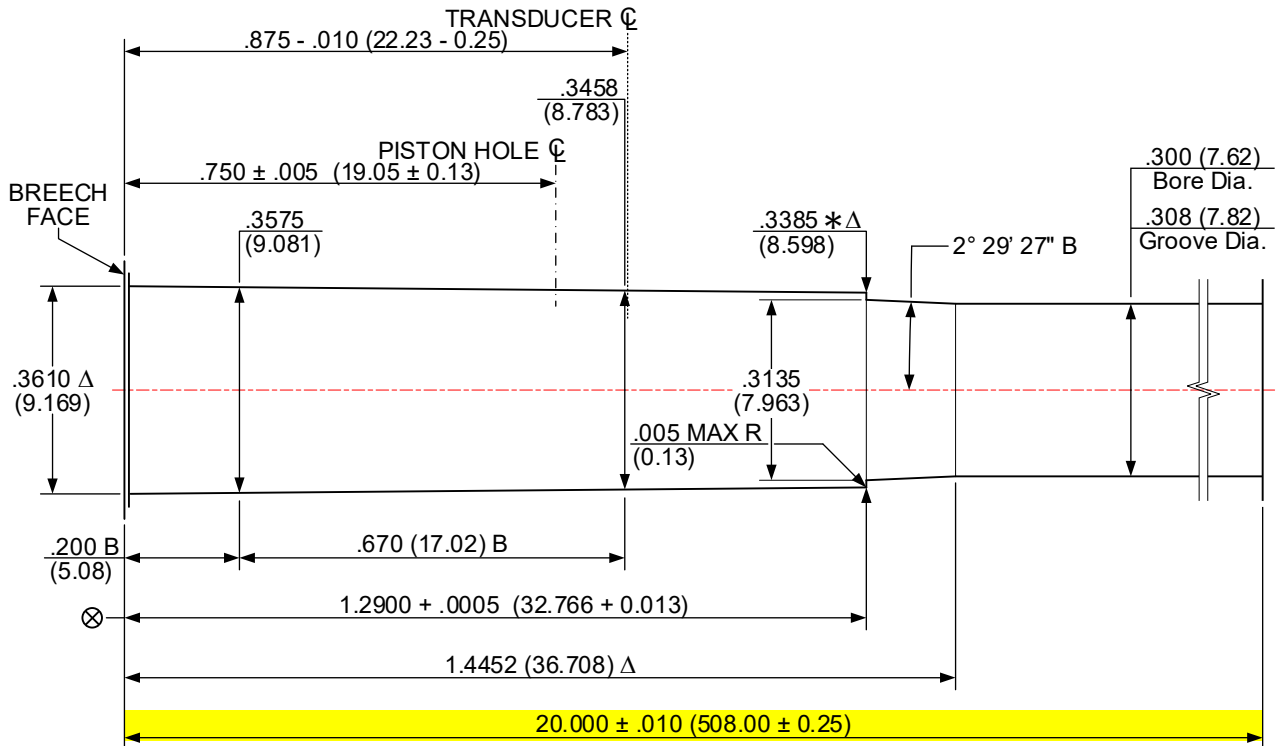 TRANSDUCER ℄
.875 - .010 (22.23 - 0.25)
.3458
(8.783)
PISTON HOLE ℄
.750 ± .005 (19.05 ± 0.13)
.300 (7.62)
Bore Dia.
BREECH
FACE
.3575
(9.081)
.3385 ∗ Δ
(8.598)
.308 (7.82)
Groove Dia.
2° 29' 27" B
.3610 Δ
(9.169)
.3135
(7.963)
.005 MAX R
(0.13)
.200 B
(5.08)
.670 (17.02) B
⊗
1.2900 + .0005 (32.766 + 0.013)
1.4452 (36.708) Δ
20.000 ± .010 (508.00 ± 0.25)